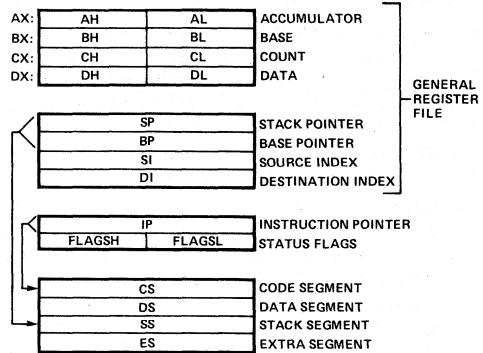 AX: AH AL ACCUMULATOR
BX: BH BL BASE
CX: CH CL COUNT
DX: DH DL DATA
GENERAL
REGISTER
FILE
SP STACK POINTER
BP BASE POINTER
SI SOURCE INDEX
DI DESTINATION INDEX
IP INSTRUCTION POINTER
FLAGSH FLAGSL STATUS FLAGS
CS CODE SEGMENT
DS DATA SEGMENT
SS STACK SEGMENT
ES EXTRA SEGMENT